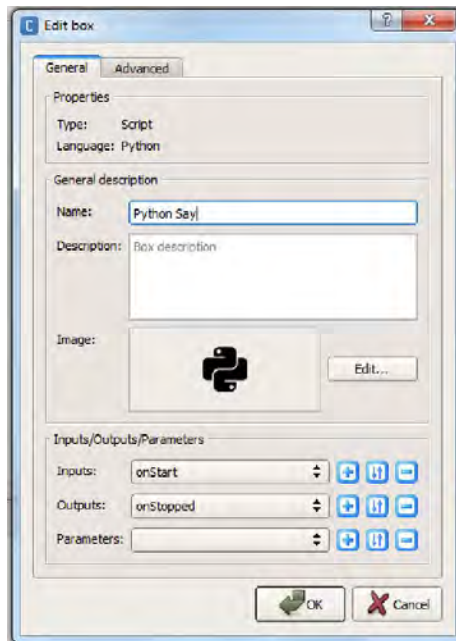 Edit box
General Advanced
Properties
Type: Script
Language: Python
General description
Name: Python Say
Description: Box description
Image:
Edit...
Inputs/Outputs/Parameters
Inputs: onStart
Outputs: onStopped
Parameters:
OK Cancel